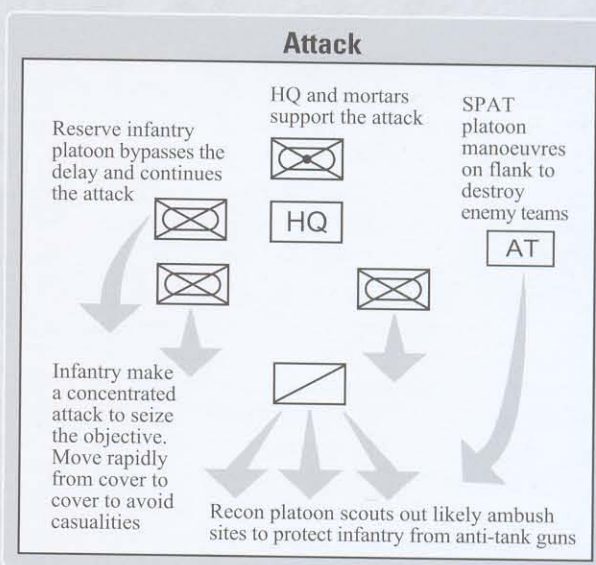 Attack
HQ and mortars
support the attack
SPAT
platoon
manoeuvres
on flank to
destroy
enemy teams
Reserve infantry
platoon bypasses the
delay and continues
the attack
HQ
AT
Infantry make
a concentrated
attack to seize
the objective.
Move rapidly
from cover to
cover to avoid
casualities
Recon platoon scouts out likely ambush
sites to protect infantry from anti-tank guns